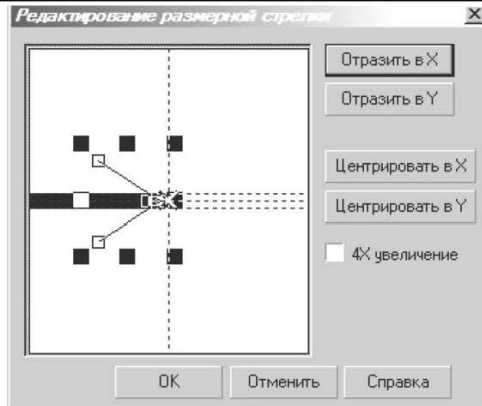 Редактирование размерной стрелки
Отразить в X
Отразить в Y
Центрировать в X
Центрировать в Y
4X увеличение
OK
Отменить
Справка